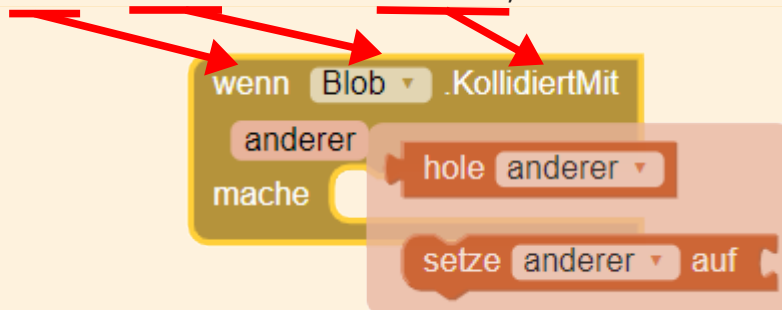 wenn Blob .KollidiertMit
anderer
hole anderer
mache
setze anderer auf